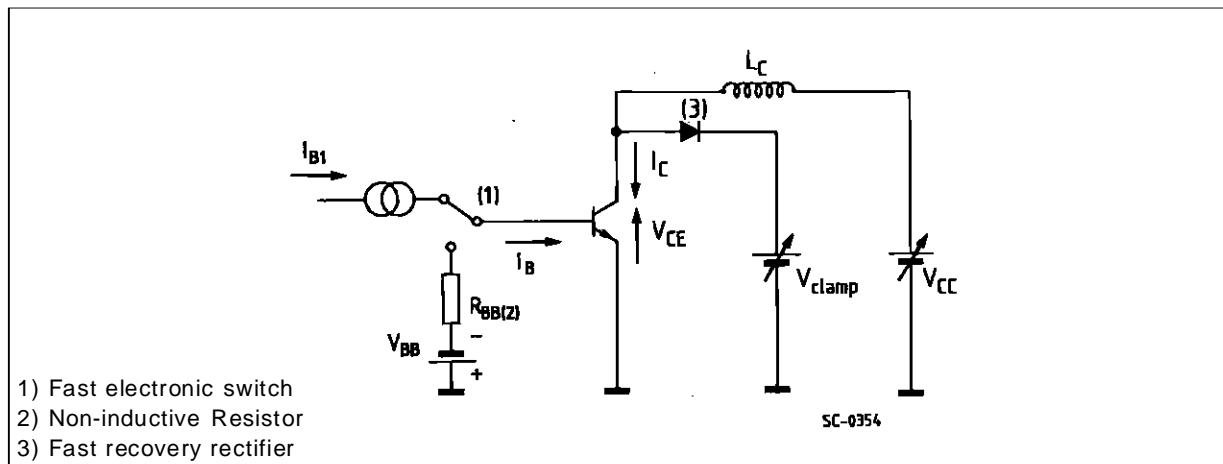 L_C
(3)
I_B1
(1)
I_C
V_CE
I_B
V_clamp
V_CC
R_BB(2)
V_BB
−
+
1) Fast electronic switch
2) Non-inductive Resistor
3) Fast recovery rectifier
SC-0354